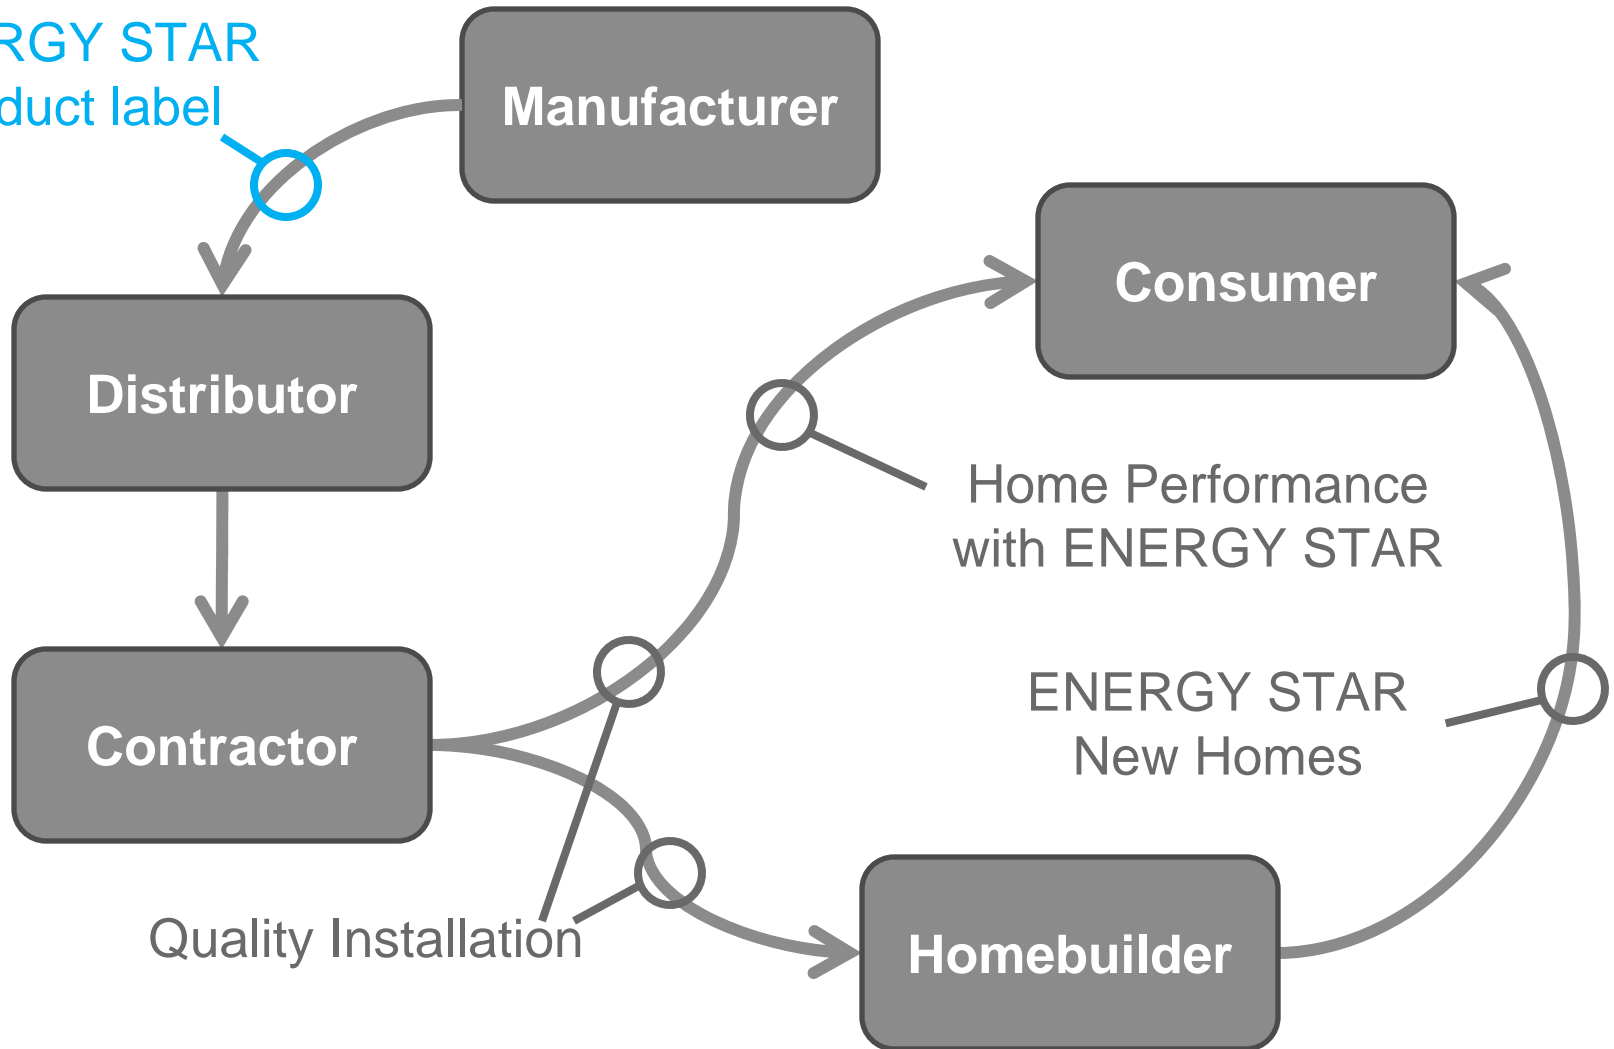 RGY STAR
duct label
Manufacturer
Consumer
Distributor
Home Performance
with ENERGY STAR
ENERGY STAR
New Homes
Contractor
Quality Installation
Homebuilder